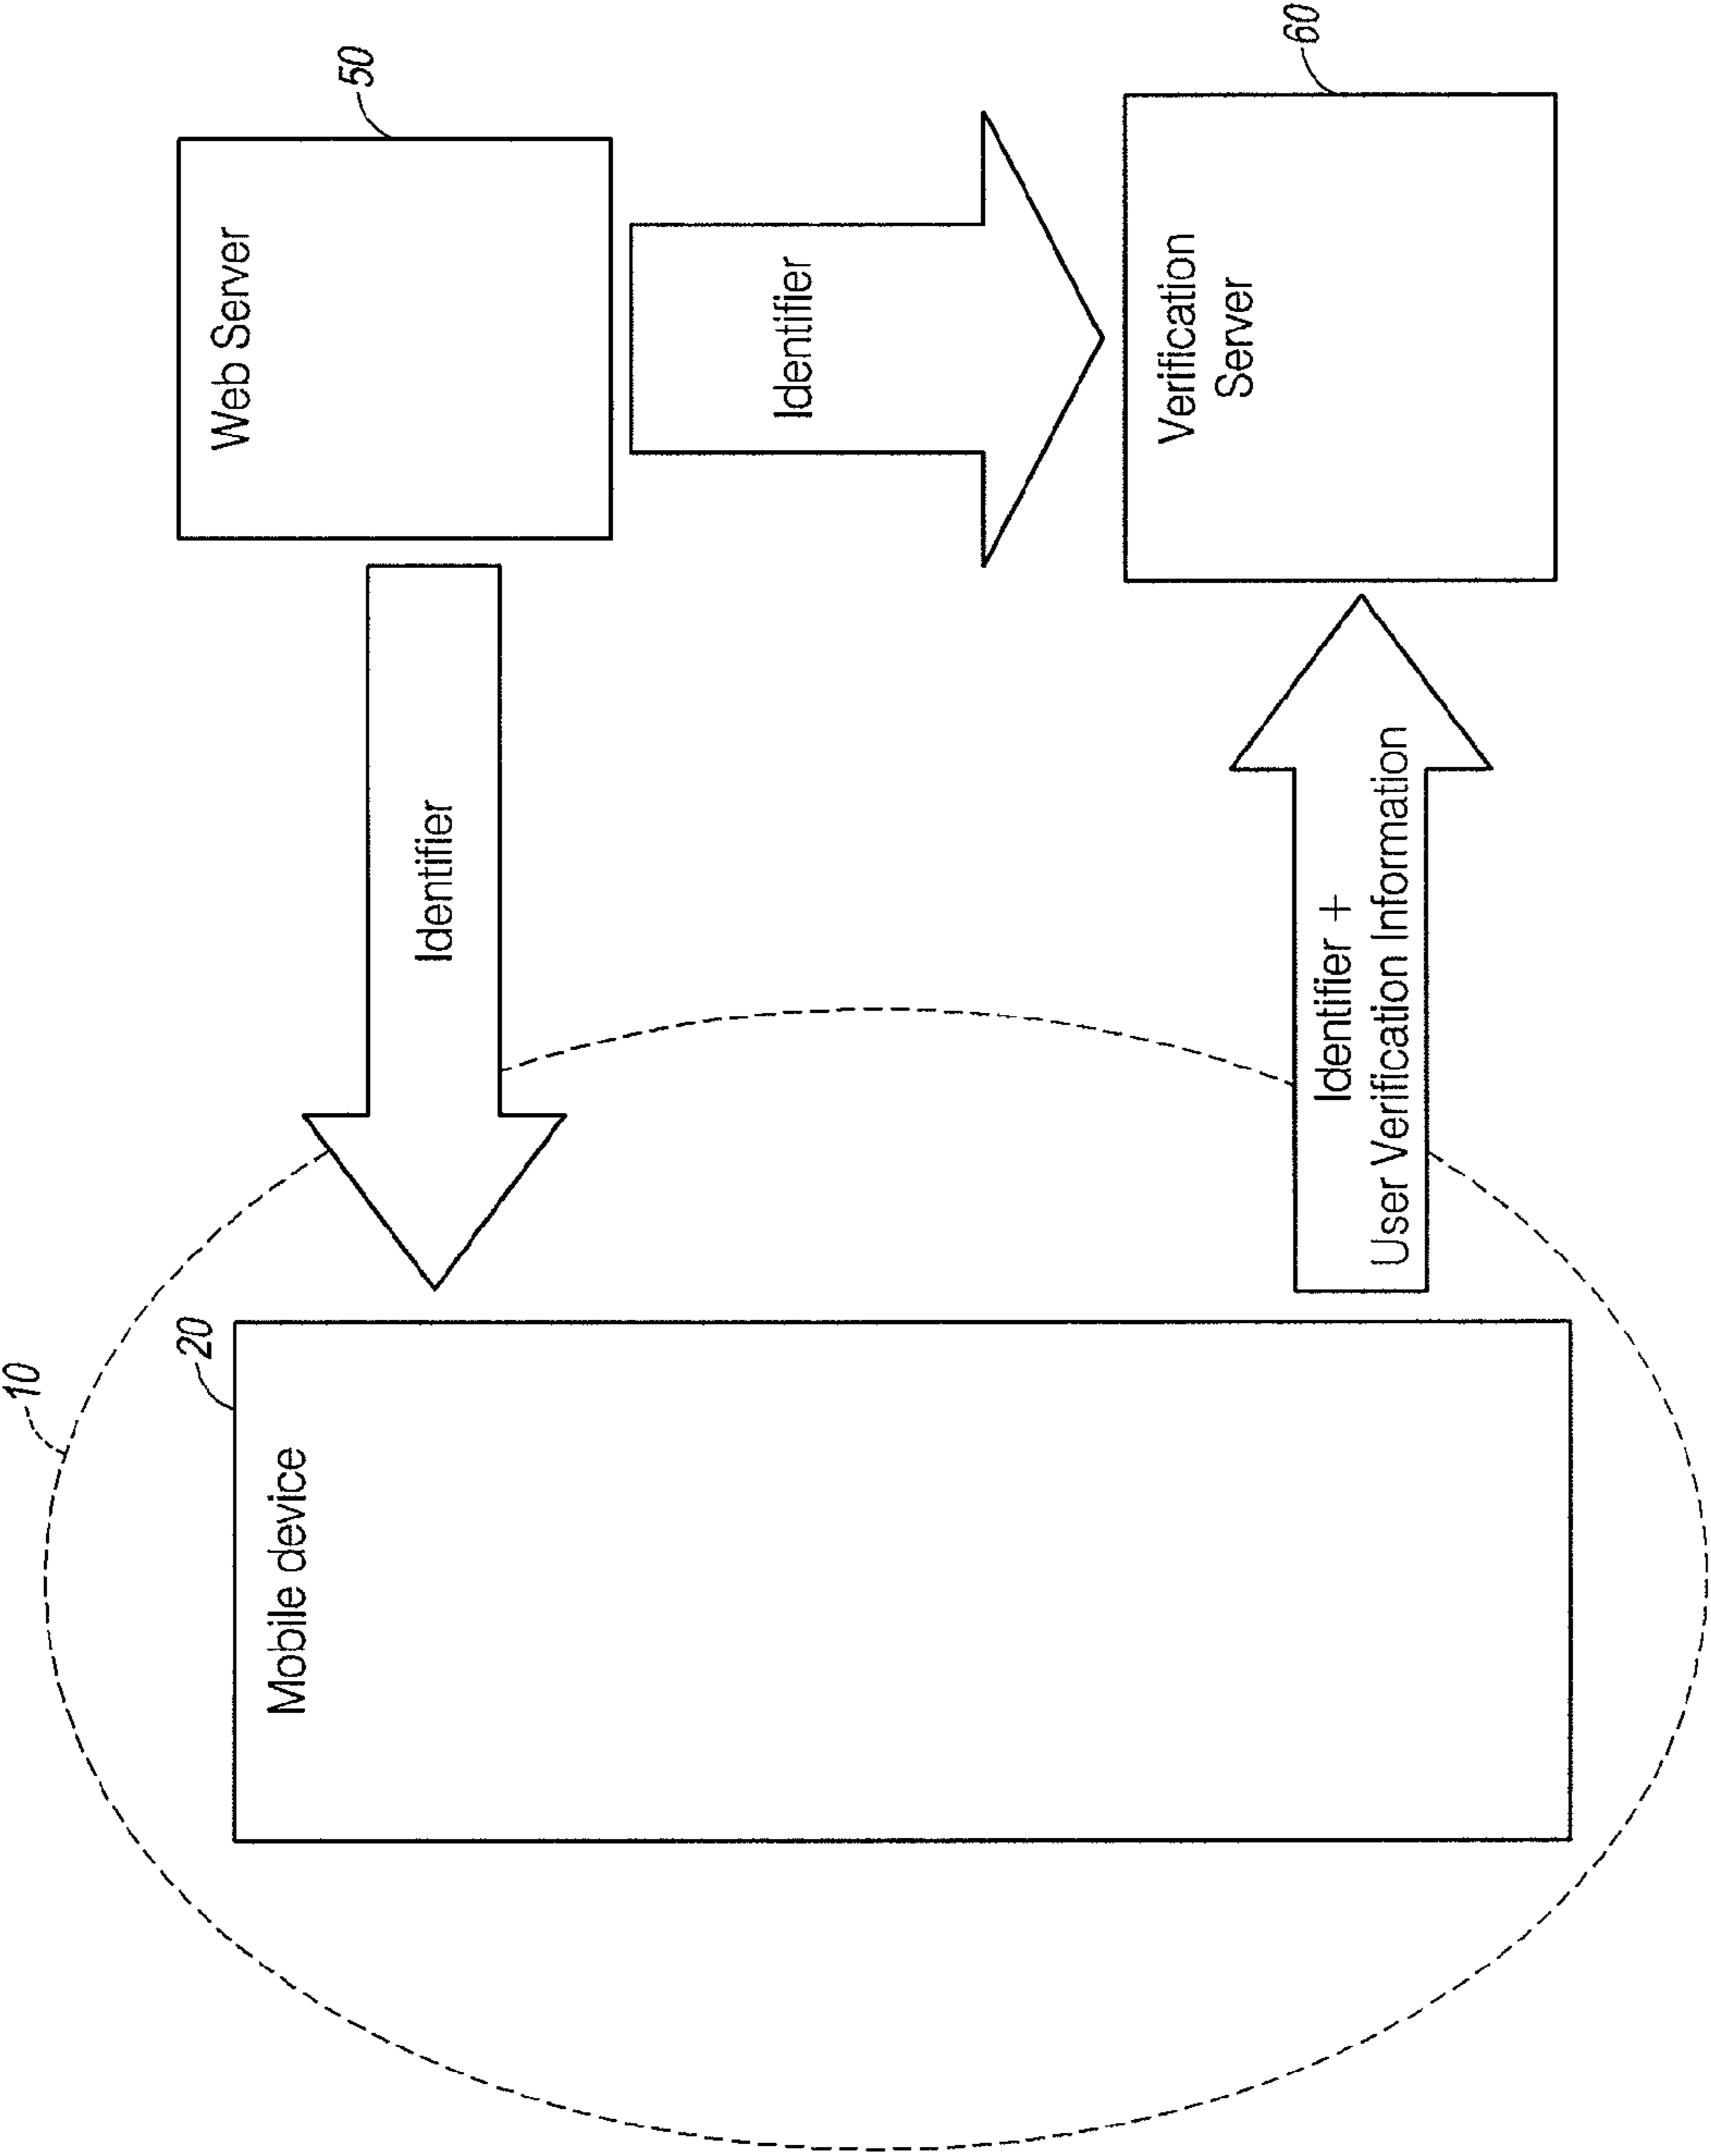 10
20
Mobile device
Identifier
Web Server
50
Identifier
Identifier +
User Verification Information
Verification
Server
60